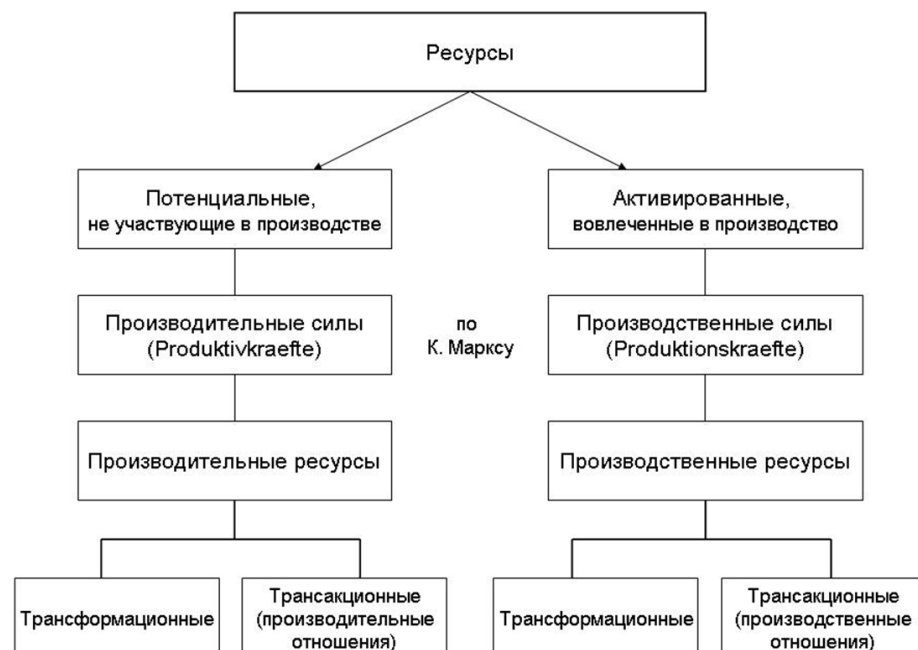 Ресурсы
Потенциальные,
не участвующие в производстве
Активированные,
вовлеченные в производство
Производительные силы
(Produktivkraefte)
по
К. Марксу
Производственные силы
(Produktionskraefte)
Производительные ресурсы
Производственные ресурсы
Трансформационные
Трансакционные
(производительные
отношения)
Трансформационные
Трансакционные
(производственные
отношения)